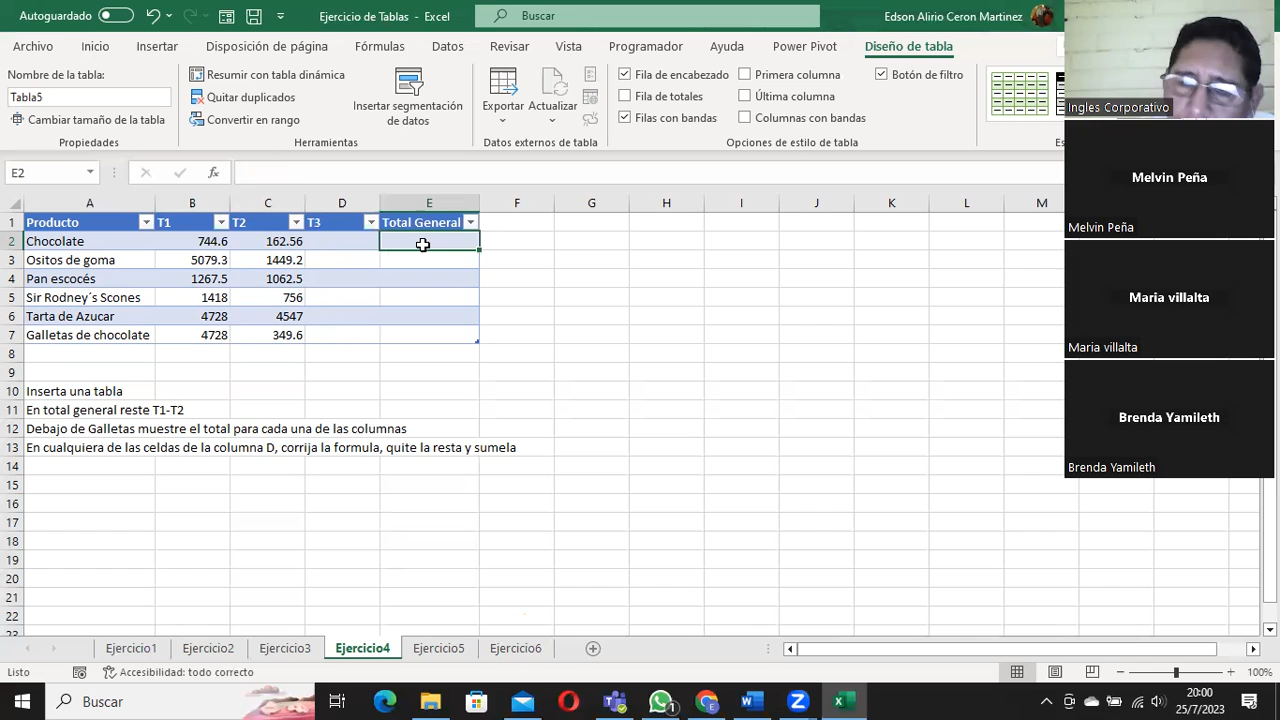 Autoguardado
Ejercicio de Tablas - Excel
Buscar
Edson Alirio Ceron Martinez
Archivo Inicio Insertar Disposición de página Fórmulas Datos Revisar Vista Programador Ayuda Power Pivot Diseño de tabla
Nombre de la tabla:
Tabla5
Cambiar tamaño de la tabla
Propiedades
Resumir con tabla dinámica
Quitar duplicados
Convertir en rango
Insertar segmentación
de datos
Herramientas
Exportar
Actualizar
Datos externos de tabla
Fila de encabezado
Fila de totales
Filas con bandas
Primera columna
Última columna
Columnas con bandas
Botón de filtro
Opciones de estilo de tabla
E2
fx
A B C D E F G H I J K L M
1 Producto T1 T2 T3 Total General
2 Chocolate 744.6 162.56
3 Ositos de goma 5079.3 1449.2
4 Pan escocés 1267.5 1062.5
5 Sir Rodney´s Scones 1418 756
6 Tarta de Azucar 4728 4547
7 Galletas de chocolate 4728 349.6
8
9
10 Inserta una tabla
11 En total general reste T1-T2
12 Debajo de Galletas muestre el total para cada una de las columnas
13 En cualquiera de las celdas de la columna D, corrija la formula, quite la resta y sumela
14
15
16
17
18
19
20
21
22
23
Ejercicio1 Ejercicio2 Ejercicio3 Ejercicio4 Ejercicio5 Ejercicio6
Listo
Accesibilidad: todo correcto
100%
Buscar
1
20:00
25/7/2023
Ingles Corporativo
Melvin Peña
Melvin Peña
Maria villalta
Maria villalta
Brenda Yamileth
Brenda Yamileth